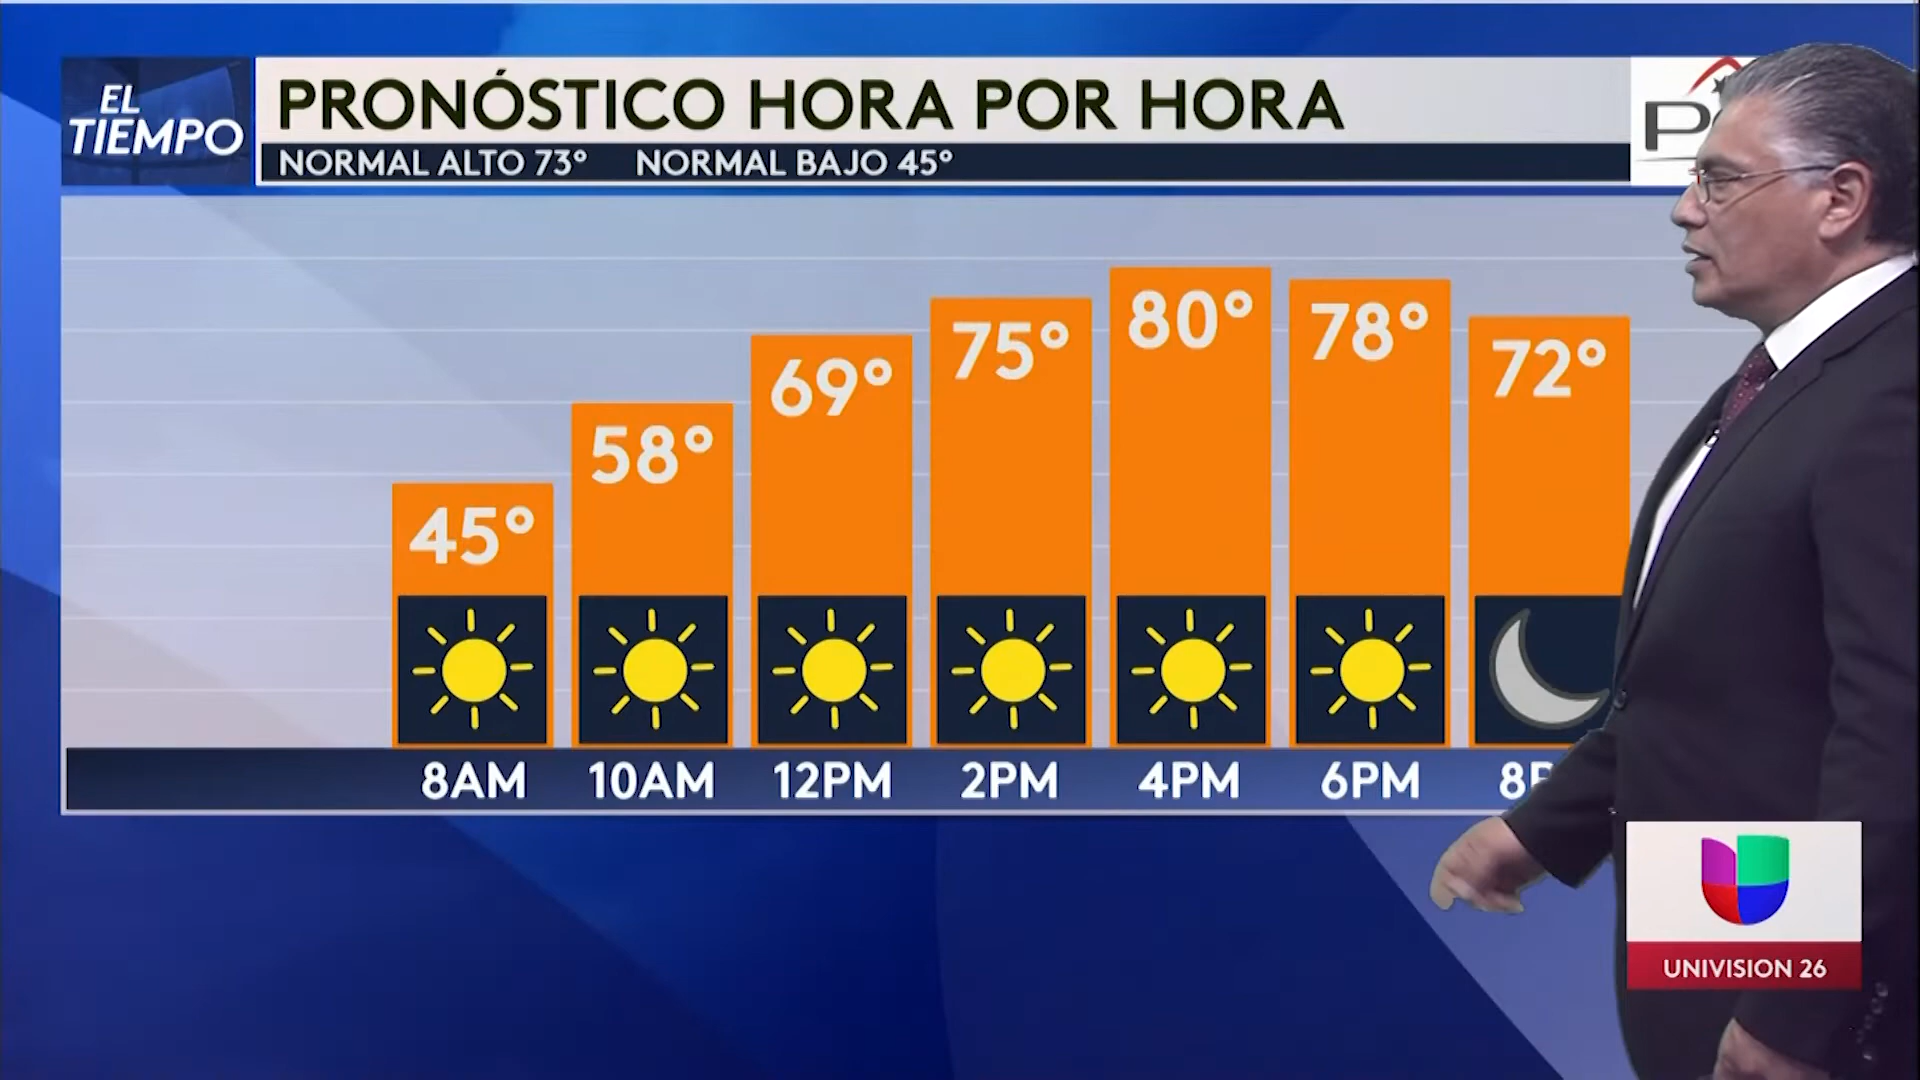 EL
TIEMPO
PRONÓSTICO HORA POR HORA
NORMAL ALTO 73° NORMAL BAJO 45°
45° 58° 69° 75° 80° 78° 72°
8AM 10AM 12PM 2PM 4PM 6PM
UNIVISION 26